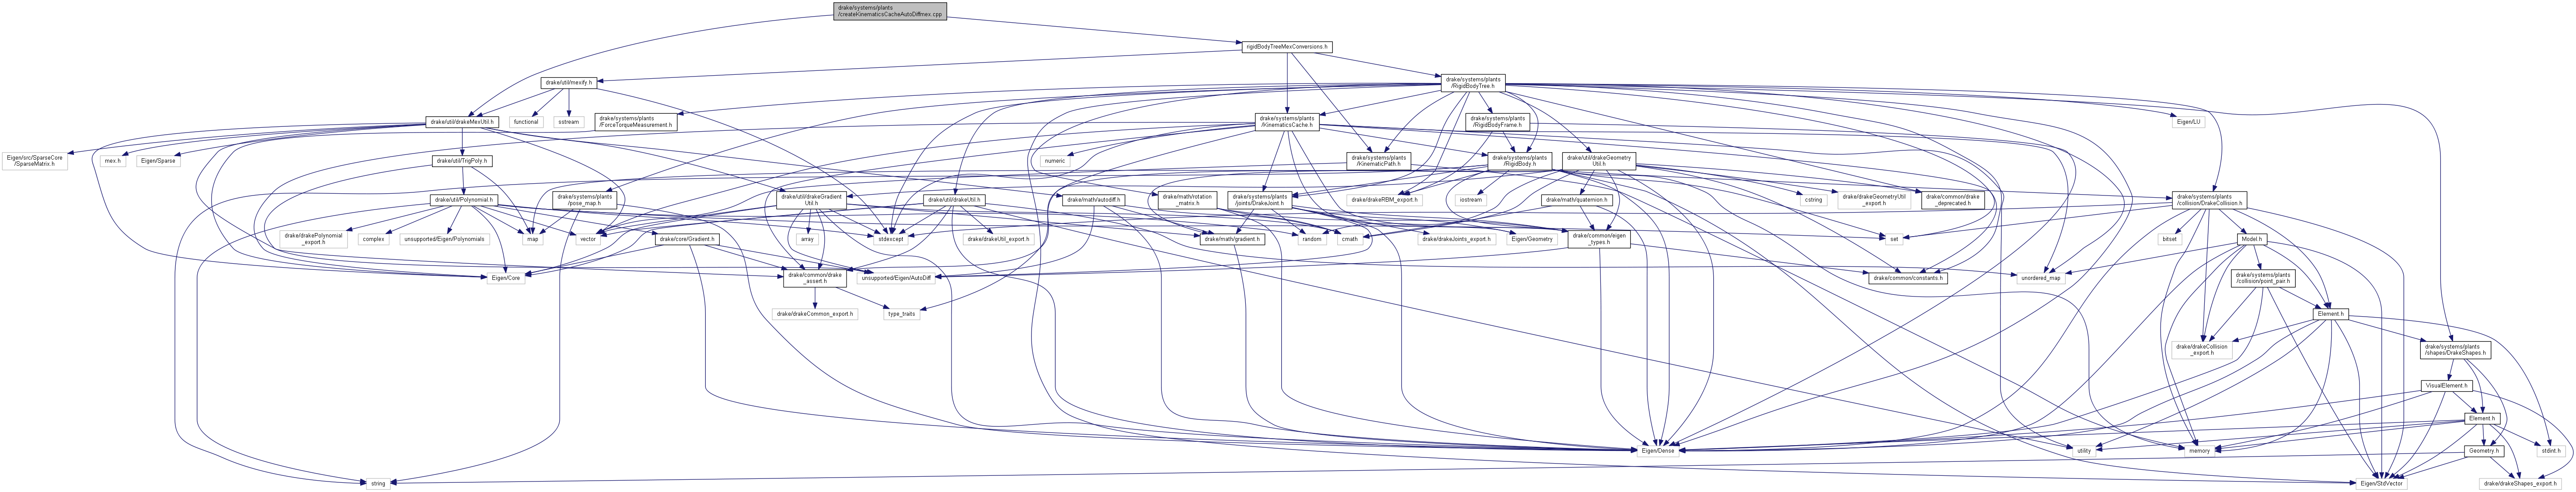 drake/systems/plants
/createKinematicsCacheAutoDiffmex.cpp
rigidBodyTreeMexConversions.h
drake/util/mexify.h
drake/systems/plants
/RigidBodyTree.h
drake/util/drakeMexUtil.h
functional
sstream
drake/systems/plants
/ForceTorqueMeasurement.h
drake/systems/plants
/KinematicsCache.h
drake/systems/plants
/RigidBodyFrame.h
Eigen/LU
Eigen/src/SparseCore
/SparseMatrix.h
mex.h
Eigen/Sparse
drake/util/TrigPoly.h
numeric
drake/systems/plants
/KinematicPath.h
drake/systems/plants
/RigidBody.h
drake/util/drakeGeometry
Util.h
drake/util/Polynomial.h
drake/systems/plants
/pose_map.h
drake/util/drakeGradient
Util.h
drake/util/drakeUtil.h
drake/math/autodiff.h
drake/math/rotation
_matrix.h
drake/systems/plants
/joints/DrakeJoint.h
drake/drakeRBM_export.h
iostream
drake/math/quaternion.h
cstring
drake/drakeGeometryUtil
_export.h
drake/common/drake
_deprecated.h
drake/systems/plants
/collision/DrakeCollision.h
drake/drakePolynomial
_export.h
complex
unsupported/Eigen/Polynomials
map
vector
drake/core/Gradient.h
array
stdexcept
drake/drakeUtil_export.h
drake/math/gradient.h
random
cmath
drake/drakeJoints_export.h
Eigen/Geometry
drake/common/eigen
_types.h
set
bitset
Model.h
Eigen/Core
drake/common/drake
_assert.h
unsupported/Eigen/AutoDiff
drake/common/constants.h
unordered_map
drake/systems/plants
/collision/point_pair.h
drake/drakeCommon_export.h
type_traits
Element.h
drake/drakeCollision
_export.h
drake/systems/plants
/shapes/DrakeShapes.h
VisualElement.h
Element.h
Eigen/Dense
utility
memory
Geometry.h
stdint.h
string
Eigen/StdVector
drake/drakeShapes_export.h